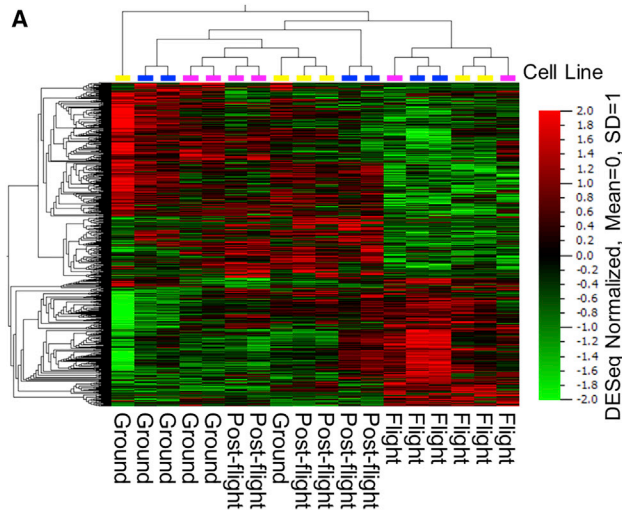 A
Cell Line
2.0
1.8
1.6
1.4
1.2
1.0
0.8
0.6
0.4
0.2
0.0
-0.2
-0.4
-0.6
-0.8
-1.0
-1.2
-1.4
-1.6
-1.8
-2.0
DESeq Normalized, Mean=0, SD=1
Ground
Ground
Ground
Ground
Ground
Post-flight
Post-flight
Ground
Post-flight
Post-flight
Post-flight
Post-flight
Flight
Flight
Flight
Flight
Flight
Flight